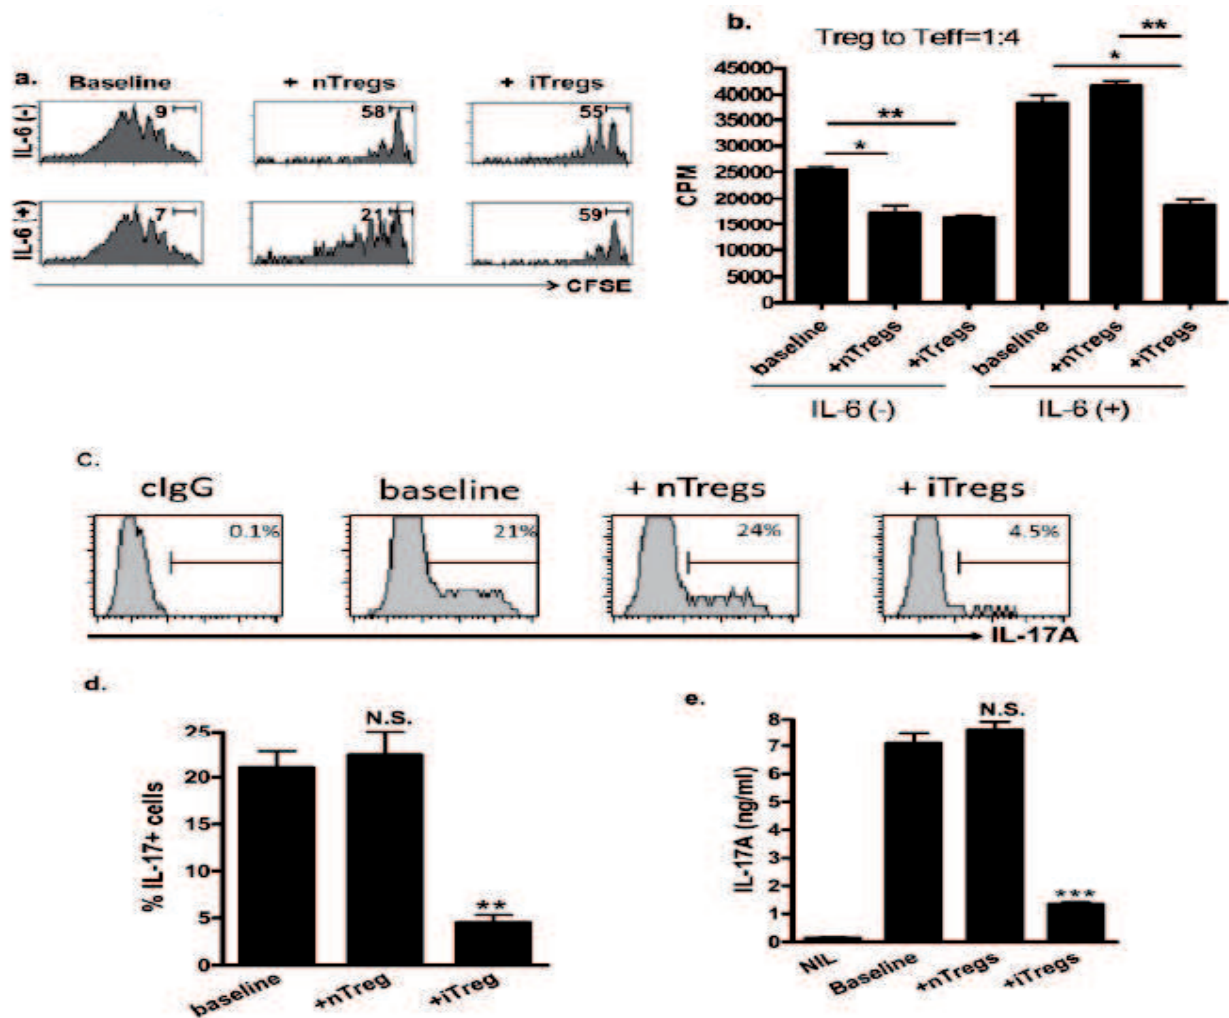 a.
Baseline + nTregs + iTregs
IL-6 (-)
9 58 55
IL-6 (+)
7 21 59
CFSE
b.
Treg to Teff=1:4
**
*
**
*
45000
40000
35000
30000
25000
20000
15000
10000
5000
0
CPM
baseline +nTregs +iTregs baseline +nTregs +iTregs
IL-6 (-) IL-6 (+)
c.
cIgG baseline + nTregs + iTregs
0.1% 21% 24% 4.5%
IL-17A
d.
N.S.
**
25
20
15
10
5
0
% IL-17+ cells
baseline +nTreg +iTreg
e.
N.S.
***
8
7
6
5
4
3
2
1
0
IL-17A (ng/ml)
NIL Baseline +nTregs +iTregs